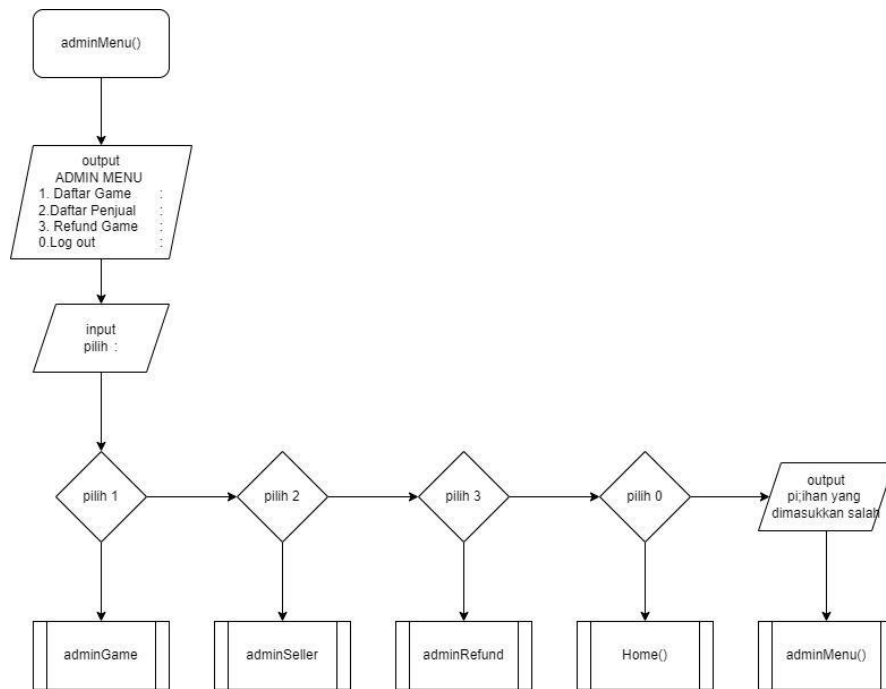 adminMenu()
output
ADMIN MENU
1. Daftar Game :
2.Daftar Penjual :
3. Refund Game :
0.Log out :
input
pilih :
pilih 1
pilih 2
pilih 3
pilih 0
output
pi;ihan yang
dimasukkan salah
adminGame
adminSeller
adminRefund
Home()
adminMenu()